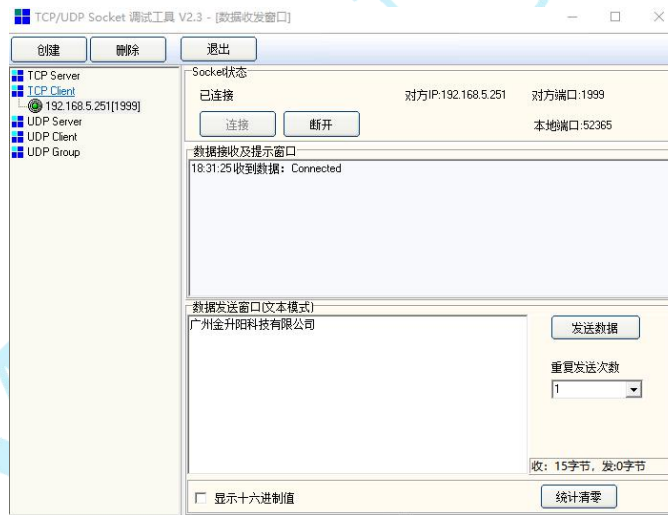 TCP/UDP Socket 调试工具 V2.3 - [数据收发窗口]
创建 删除 退出
TCP Server
TCP Client
192.168.5.251[1999]
UDP Server
UDP Client
UDP Group
Socket状态
已连接 对方IP:192.168.5.251 对方端口:1999
连接 断开 本地端口:52365
数据接收及提示窗口
18:31:25 收到数据：Connected
数据发送窗口(文本模式)
广州金升阳科技有限公司
发送数据
重复发送次数
1
收：15字节，发:0字节
显示十六进制值 统计清零